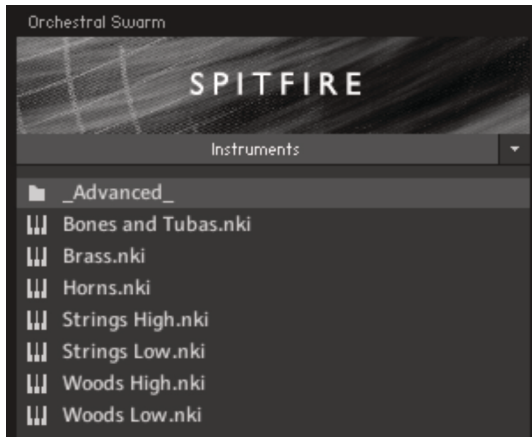 Orchestral Swarm
SPITFIRE
Instruments
_Advanced_
Bones and Tubas.nki
Brass.nki
Horns.nki
Strings High.nki
Strings Low.nki
Woods High.nki
Woods Low.nki